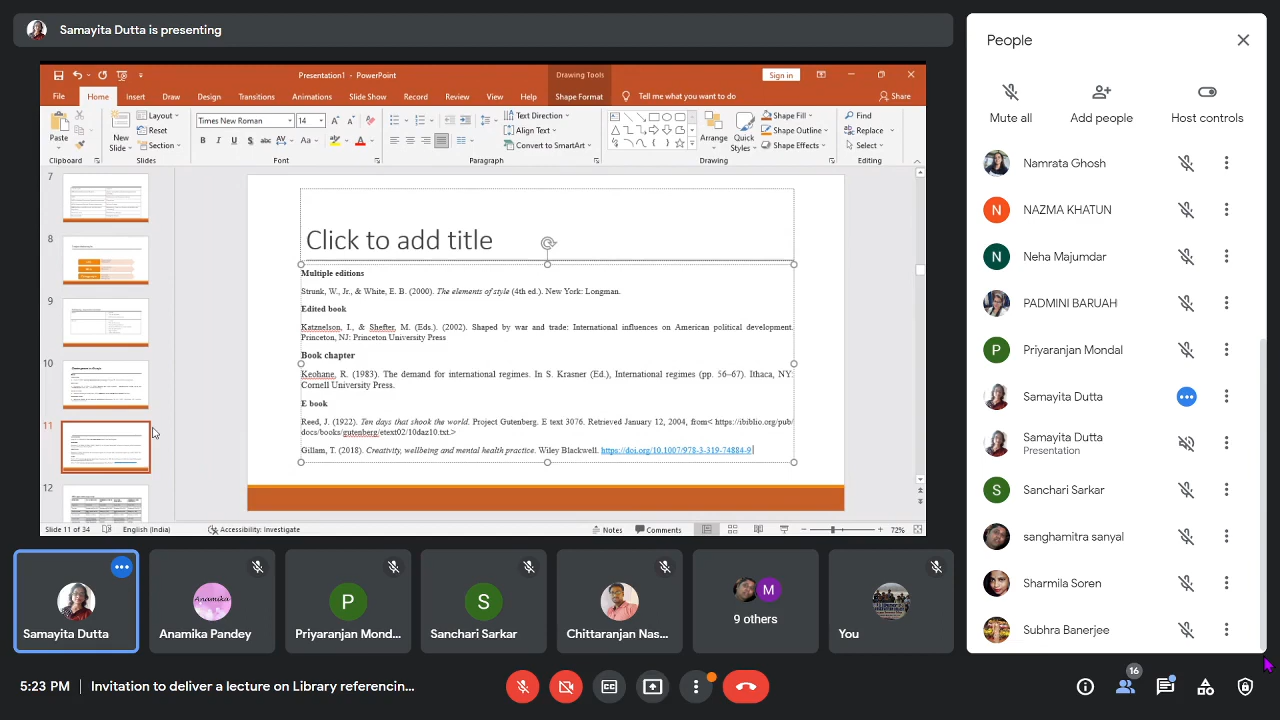 Samayita Dutta is presenting
Presentation1 - PowerPoint
Drawing Tools
Sign in
File Home Insert Draw Design Transitions Animations Slide Show Record Review View Help Shape Format Tell me what you want to do Share
Paste
New
Slide
Layout
Reset
Section
Times New Roman 14
Text Direction
Align Text
Convert to SmartArt
Arrange
Quick
Styles
Shape Fill
Shape Outline
Shape Effects
Find
Replace
Select
Clipboard Slides Font Paragraph Drawing Editing
7
8
9
10
11
12
Click to add title
Multiple editions
Strunk, W., Jr., & White, E. B. (2000). The elements of style (4th ed.). New York: Longman.
Edited book
Katznelson, I., & Shefter, M. (Eds.). (2002). Shaped by war and trade: International influences on American political development.
Princeton, NJ: Princeton University Press
Book chapter
Keohane, R. (1983). The demand for international regimes. In S. Krasner (Ed.), International regimes (pp. 56–67). Ithaca, NY:
Cornell University Press.
E book
Reed, J. (1922). Ten days that shook the world. Project Gutenberg. E text 3076. Retrieved January 12, 2004, from< https://ibiblio.org/pub/
docs/books/gutenberg/etext02/10daz10.txt.>
Gillam, T. (2018). Creativity, wellbeing and mental health practice. Wiley Blackwell. https://doi.org/10.1007/978-3-319-74884-9
Slide 11 of 34 English (India) Accessibility: Investigate Notes Comments 72%
Samayita Dutta
Anamika
Anamika Pandey
P
Priyaranjan Mond...
S
Sanchari Sarkar
Chittaranjan Nas...
M
9 others
You
5:23 PM | Invitation to deliver a lecture on Library referencin...
People
Mute all
Add people
Host controls
Namrata Ghosh
N
NAZMA KHATUN
N
Neha Majumdar
PADMINI BARUAH
P
Priyaranjan Mondal
Samayita Dutta
Samayita Dutta
Presentation
S
Sanchari Sarkar
sanghamitra sanyal
Sharmila Soren
Subhra Banerjee
16